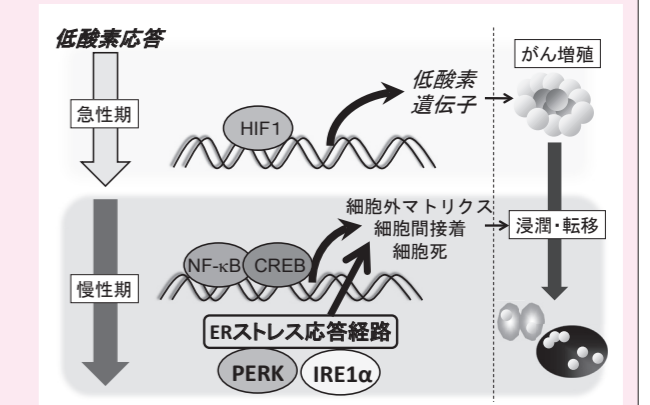 低酸素応答
急性期
HIF1
低酸素
遺伝子
がん増殖
慢性期
NF-κB
CREB
細胞外マトリクス
細胞間接着
細胞死
浸潤・転移
ERストレス応答経路
PERK
IRE1α